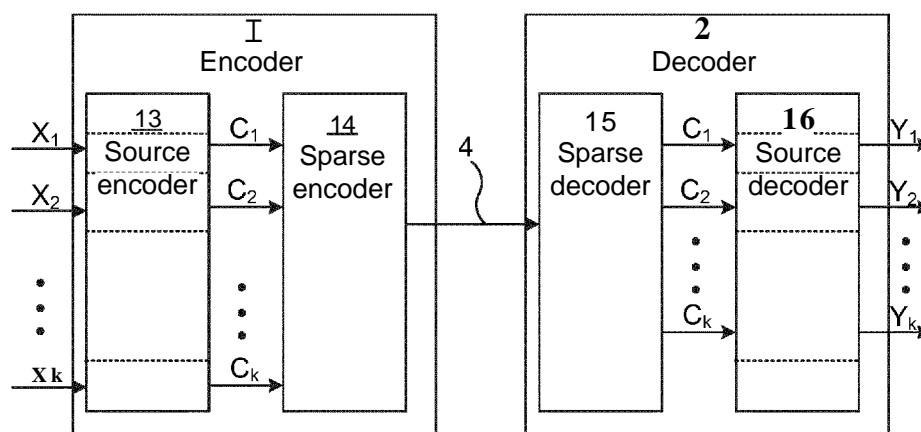 I
Encoder
2
Decoder
13
Source
encoder
14
Sparse
encoder
15
Sparse
decoder
16
Source
decoder
X1
X2
Xk
C1
C2
Ck
4
C1
C2
Ck
Y1
Y2
Yk